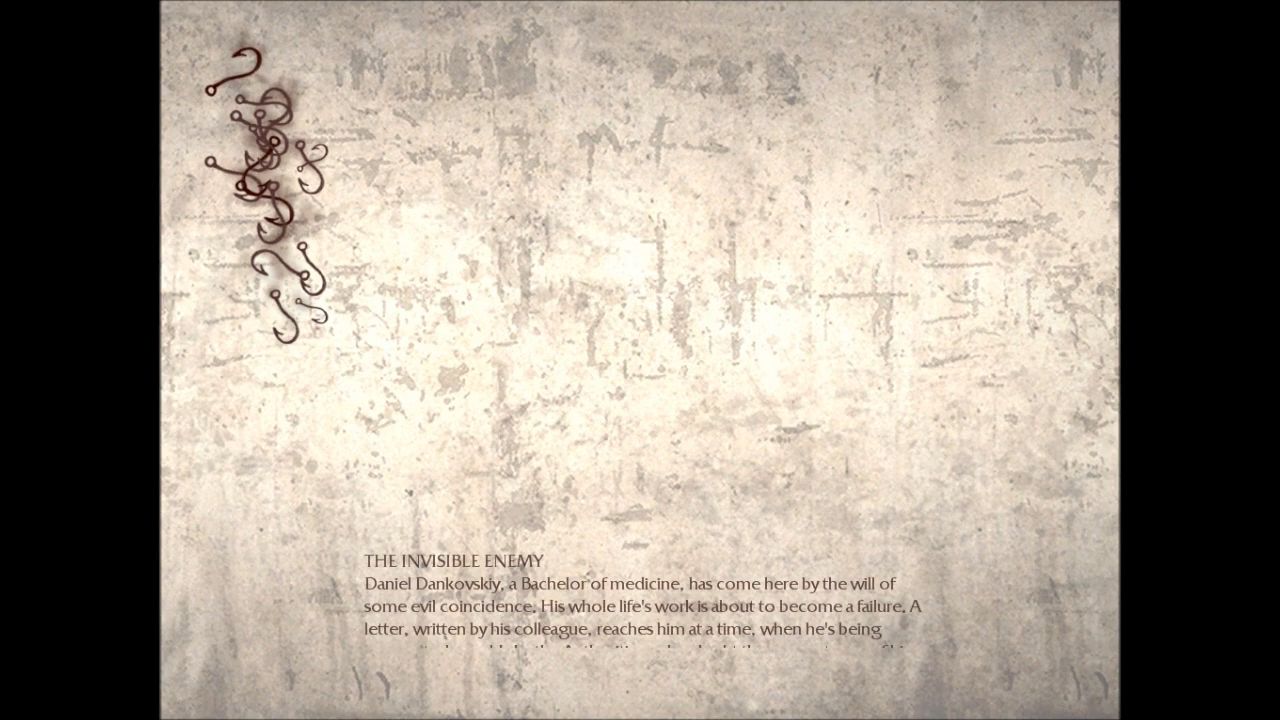 THE INVISIBLE ENEMY
Daniel Dankovskiy, a Bachelor of medicine, has come here by the will of
some evil coincidence. His whole life's work is about to become a failure. A
letter, written by his colleague, reaches him at a time, when he's being